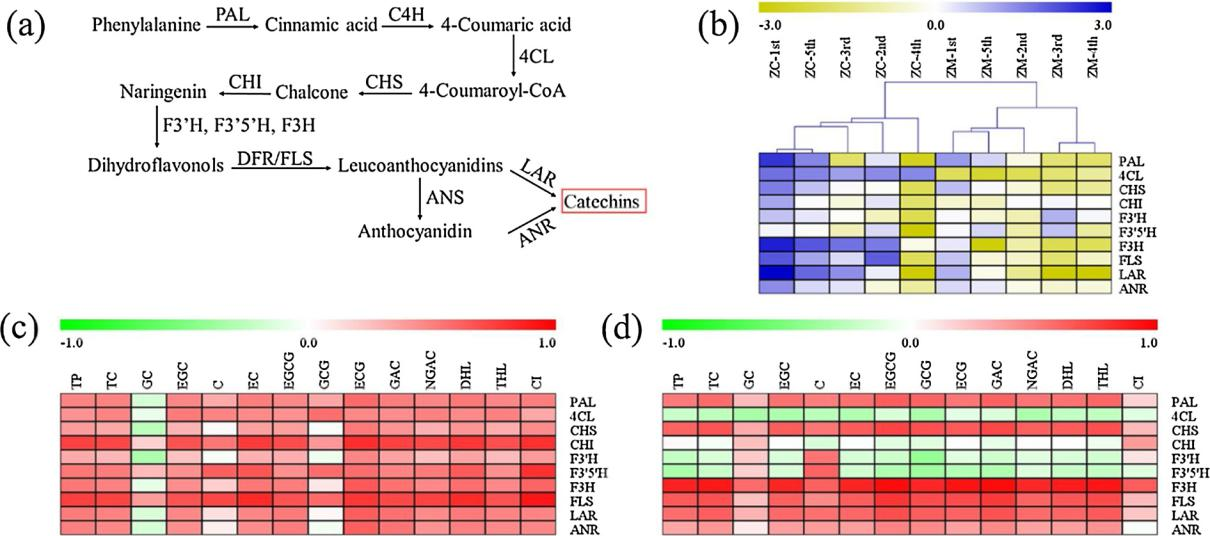 (a)
Phenylalanine PAL Cinnamic acid C4H 4-Coumaric acid
4CL
Naringenin CHI Chalcone CHS 4-Coumaroyl-CoA
F3'H, F3'5'H, F3H
Dihydroflavonols DFR/FLS Leucoanthocyanidins LAR
ANS
Catechins
Anthocyanidin ANR
(b)
-3.0 0.0 3.0
ZC-1st ZC-5th ZC-3rd ZC-2nd ZC-4th ZM-1st ZM-5th ZM-2nd ZM-3rd ZM-4th
PAL
4CL
CHS
CHI
F3'H
F3'5'H
F3H
FLS
LAR
ANR
(c)
-1.0 0.0 1.0
TP TC GC EGC C EC EGCG GCG ECG GAC NGAC DHL THL CI
PAL
4CL
CHS
CHI
F3'H
F3'5'H
F3H
FLS
LAR
ANR
(d)
-1.0 0.0 1.0
TP TC GC EGC C EC EGCG GCG ECG GAC NGAC DHL THL CI
PAL
4CL
CHS
CHI
F3'H
F3'5'H
F3H
FLS
LAR
ANR